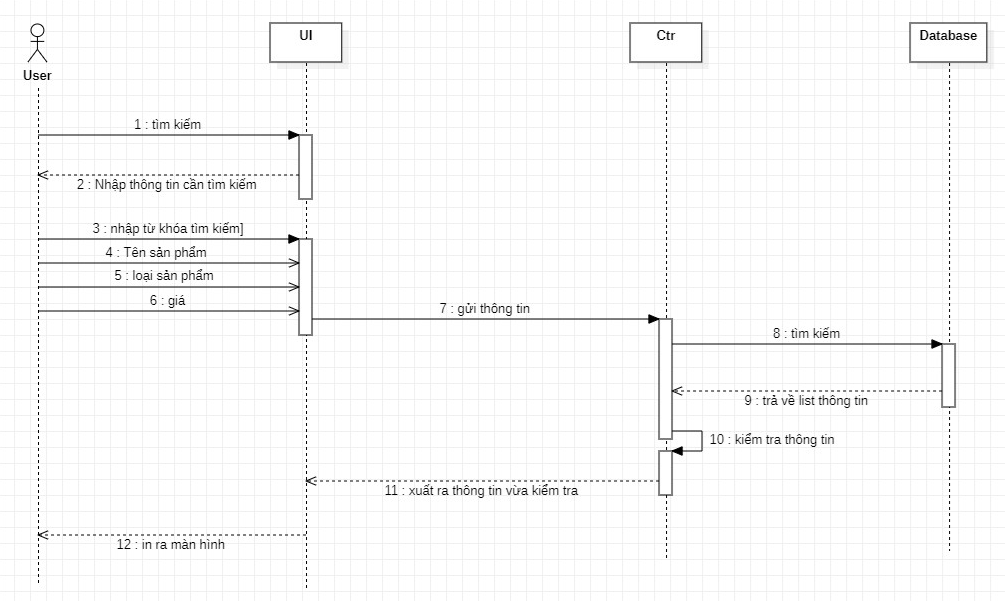 User
UI
Ctr
Database
1 : tìm kiếm
2 : Nhập thông tin cần tìm kiếm
3 : nhập từ khóa tìm kiếm]
4 : Tên sản phẩm
5 : loại sản phẩm
6 : giá
7 : gửi thông tin
8 : tìm kiếm
9 : trả về list thông tin
10 : kiểm tra thông tin
11 : xuất ra thông tin vừa kiểm tra
12 : in ra màn hình